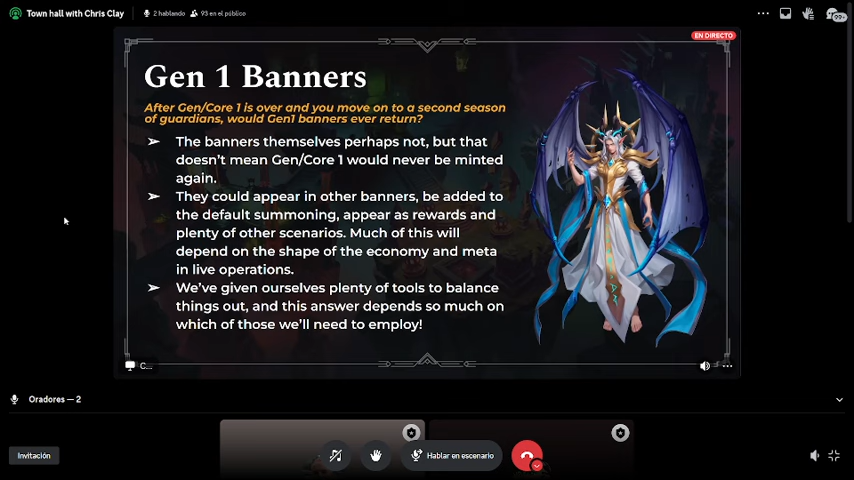 Town hall with Chris Clay
2 hablando
93 en el público
99+
EN DIRECTO
Gen 1 Banners
After Gen/Core 1 is over and you move on to a second season
of guardians, would Gen1 banners ever return?
➢ The banners themselves perhaps not, but that
doesn't mean Gen/Core 1 would never be minted
again.
➢ They could appear in other banners, be added to
the default summoning, appear as rewards and
plenty of other scenarios. Much of this will
depend on the shape of the economy and meta
in live operations.
➢ We've given ourselves plenty of tools to balance
things out, and this answer depends so much on
which of those we'll need to employ!
C...
Oradores — 2
Invitación
Hablar en escenario